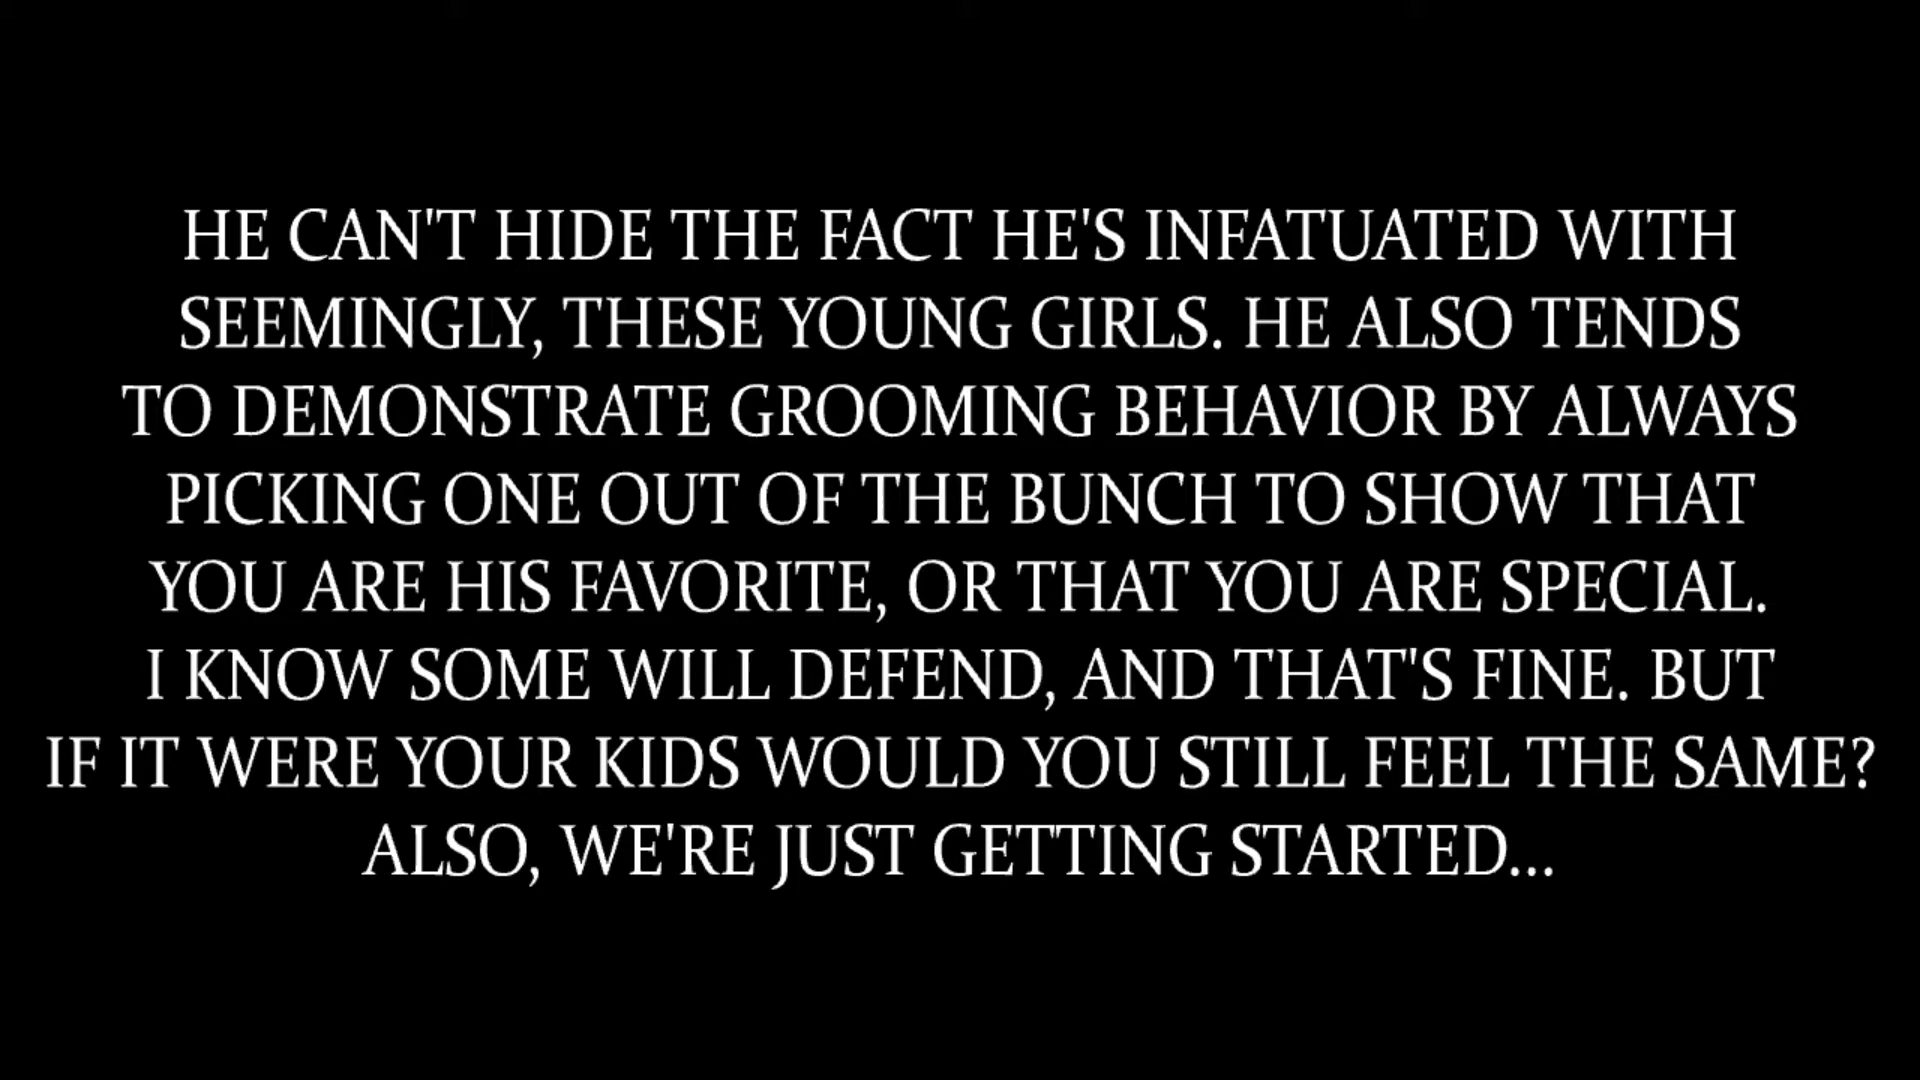 HE CAN'T HIDE THE FACT HE'S INFATUATED WITH
SEEMINGLY, THESE YOUNG GIRLS. HE ALSO TENDS
TO DEMONSTRATE GROOMING BEHAVIOR BY ALWAYS
PICKING ONE OUT OF THE BUNCH TO SHOW THAT
YOU ARE HIS FAVORITE, OR THAT YOU ARE SPECIAL.
I KNOW SOME WILL DEFEND, AND THAT'S FINE. BUT
IF IT WERE YOUR KIDS WOULD YOU STILL FEEL THE SAME?
ALSO, WE'RE JUST GETTING STARTED...